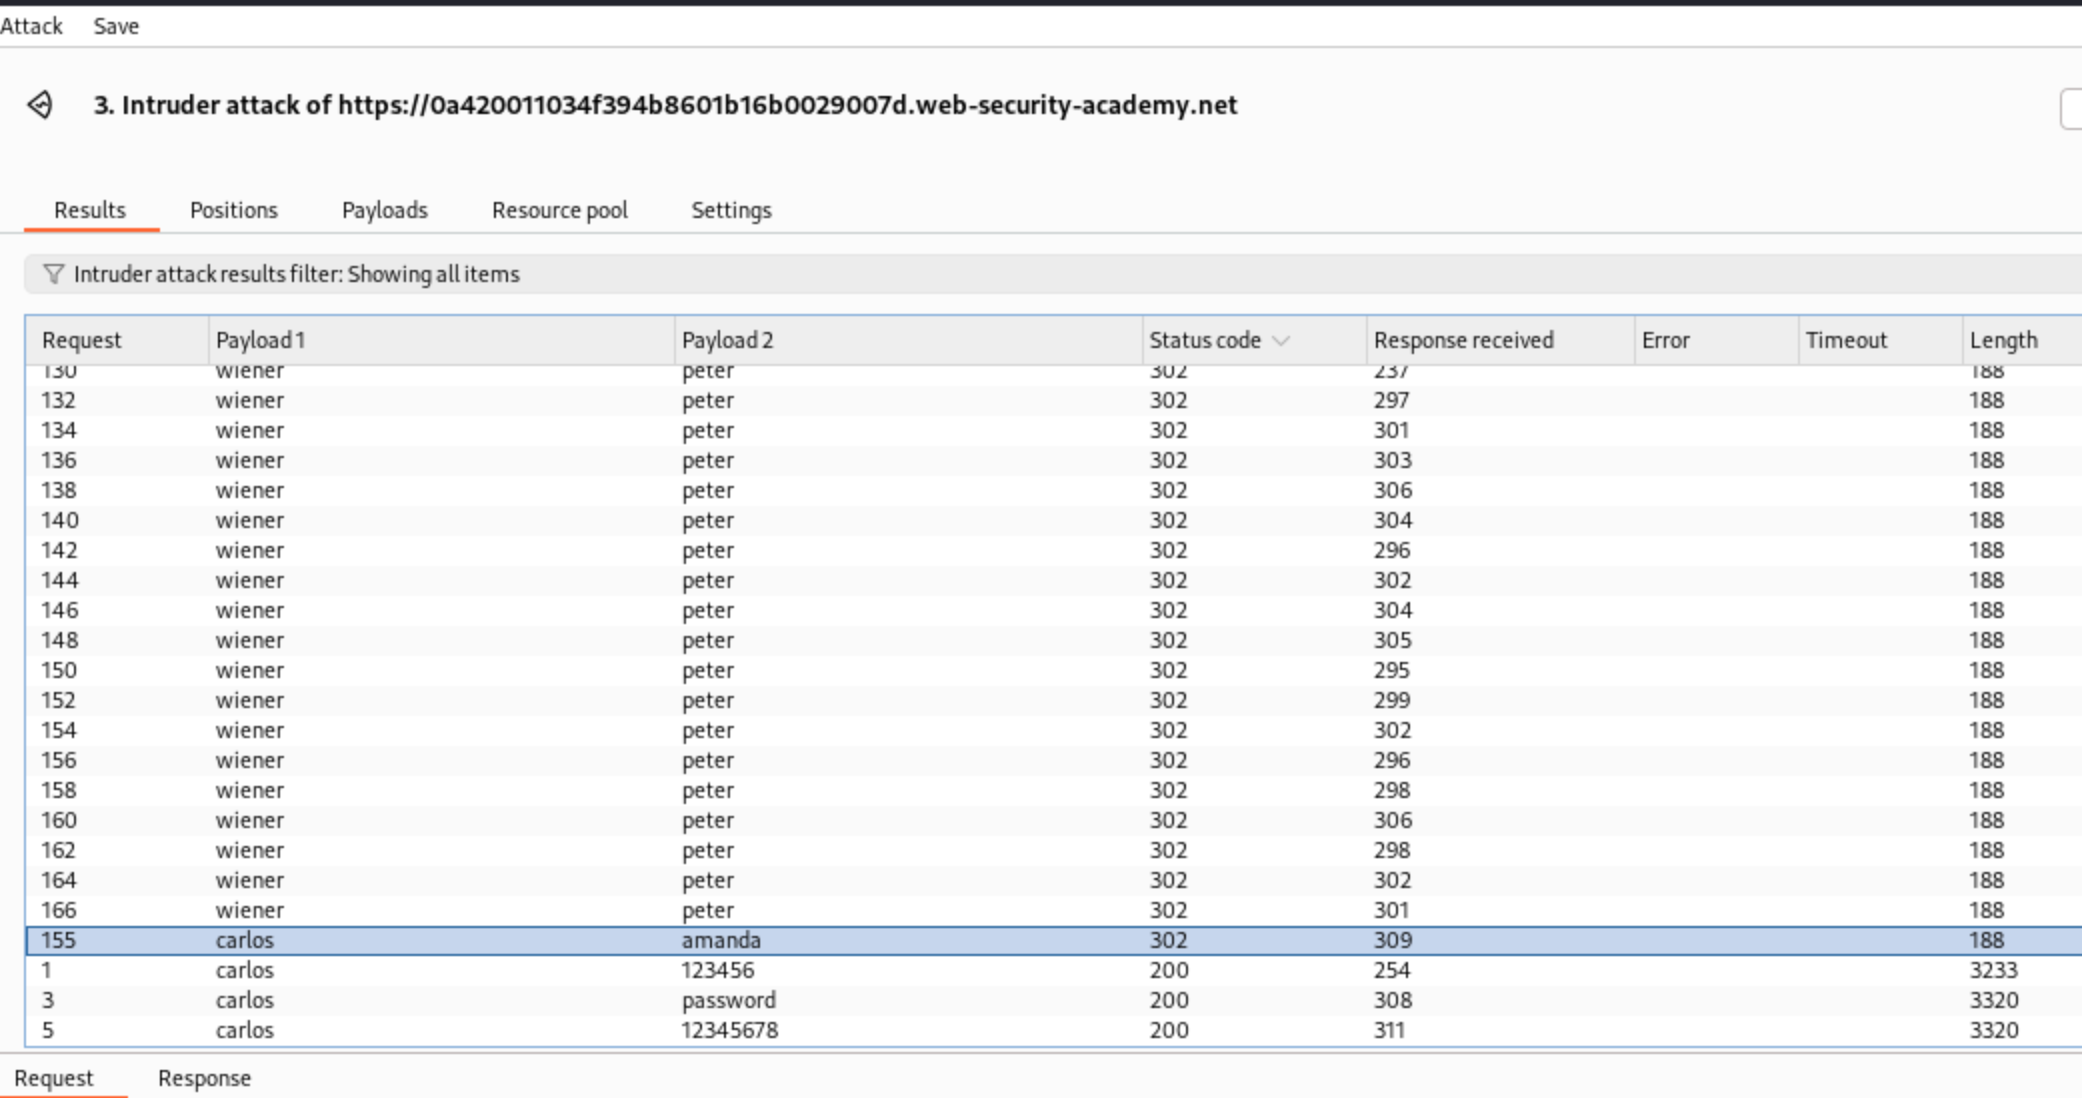 Attack Save
3. Intruder attack of https://0a420011034f394b8601b16b0029007d.web-security-academy.net
Results Positions Payloads Resource pool Settings
Intruder attack results filter: Showing all items
Request Payload 1 Payload 2 Status code Response received Error Timeout Length
130 wiener peter 302 237 188
132 wiener peter 302 297 188
134 wiener peter 302 301 188
136 wiener peter 302 303 188
138 wiener peter 302 306 188
140 wiener peter 302 304 188
142 wiener peter 302 296 188
144 wiener peter 302 302 188
146 wiener peter 302 304 188
148 wiener peter 302 305 188
150 wiener peter 302 295 188
152 wiener peter 302 299 188
154 wiener peter 302 302 188
156 wiener peter 302 296 188
158 wiener peter 302 298 188
160 wiener peter 302 306 188
162 wiener peter 302 298 188
164 wiener peter 302 302 188
166 wiener peter 302 301 188
155 carlos amanda 302 309 188
1 carlos 123456 200 254 3233
3 carlos password 200 308 3320
5 carlos 12345678 200 311 3320
Request Response